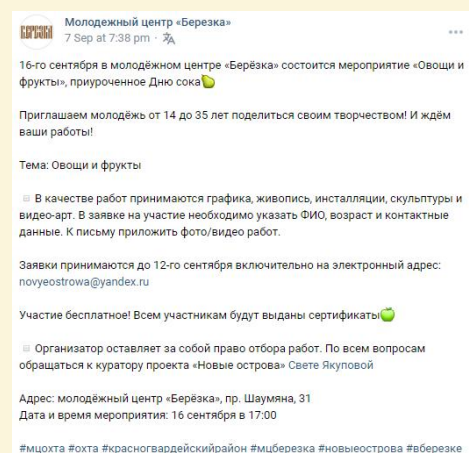 БЕРЕЗКА
Молодежный центр «Березка»
7 Sep at 7:38 pm ·
16-го сентября в молодёжном центре «Берёзка» состоится мероприятие «Овощи и
фрукты», приуроченное Дню сока
Приглашаем молодёжь от 14 до 35 лет поделиться своим творчеством! И ждём
ваши работы!
Тема: Овощи и фрукты
В качестве работ принимаются графика, живопись, инсталляции, скульптуры и
видео-арт. В заявке на участие необходимо указать ФИО, возраст и контактные
данные. К письму приложить фото/видео работ.
Заявки принимаются до 12-го сентября включительно на электронный адрес:
novyeostrowa@yandex.ru
Участие бесплатное! Всем участникам будут выданы сертификаты
Организатор оставляет за собой право отбора работ. По всем вопросам
обращаться к куратору проекта «Новые острова» Свете Якуповой
Адрес: молодёжный центр «Берёзка», пр. Шаумяна, 31
Дата и время мероприятия: 16 сентября в 17:00
#мцохта #охта #красногвардейскийрайон #мцберезка #новыеострова #вберезке